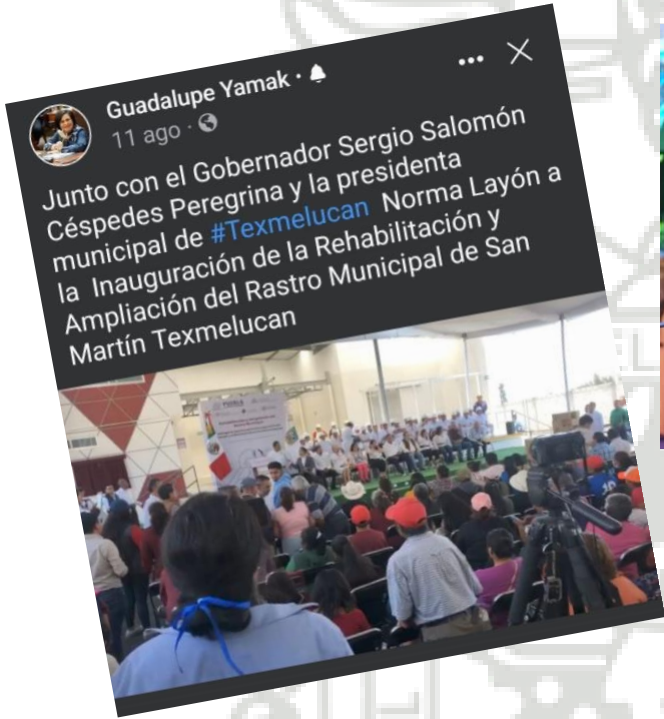 Guadalupe Yamak ·
11 ago ·
Junto con el Gobernador Sergio Salomón
Céspedes Peregrina y la presidenta
municipal de #Texmelucan Norma Layón a
la Inauguración de la Rehabilitación y
Ampliación del Rastro Municipal de San
Martín Texmelucan